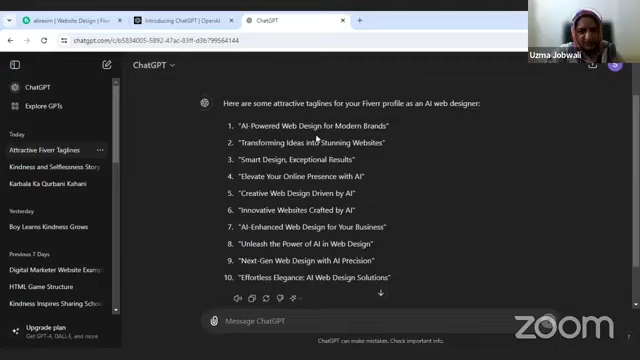 atirexim | Website Design | Fiverr
Introducing ChatGPT | OpenAI
ChatGPT
chatgpt.com/c/b5834005-5892-47ac-83ff-d3b799564144
Uzma Jobwali
ChatGPT
ChatGPT
S
Explore GPTs
Today
Attractive Fiverr Taglines
Kindness and Selflessness Story
Karbala Ka Qurbani Kahani
Yesterday
Boy Learns Kindness Grows
Previous 7 Days
Digital Marketer Website Examp
HTML Game Structure
Kindness Inspires Sharing Schoo
Upgrade plan
Get GPT-4, DALL·E, and more
Here are some attractive taglines for your Fiverr profile as an AI web designer:
1. "AI-Powered Web Design for Modern Brands"
2. "Transforming Ideas into Stunning Websites"
3. "Smart Design, Exceptional Results"
4. "Elevate Your Online Presence with AI"
5. "Creative Web Design Driven by AI"
6. "Innovative Websites Crafted by AI"
7. "AI-Enhanced Web Design for Your Business"
8. "Unleash the Power of AI in Web Design"
9. "Next-Gen Web Design with AI Precision"
10. "Effortless Elegance: AI Web Design Solutions"
Message ChatGPT
ChatGPT can make mistakes. Check important info.
zoom